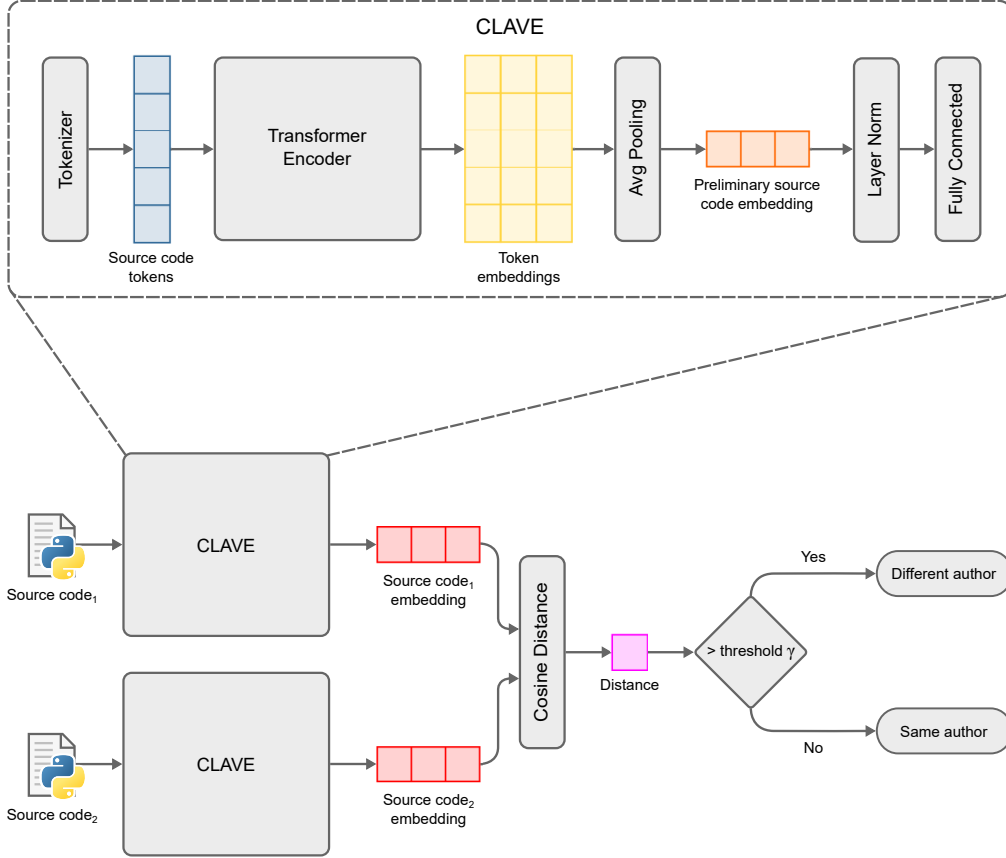 CLAVE
Tokenizer
Source code
tokens
Transformer
Encoder
Token
embeddings
Avg Pooling
Preliminary source
code embedding
Layer Norm
Fully Connected
Source code₁
CLAVE
Source code₁
embedding
Source code₂
CLAVE
Source code₂
embedding
Cosine Distance
Distance
> threshold γ
Yes
Different author
No
Same author